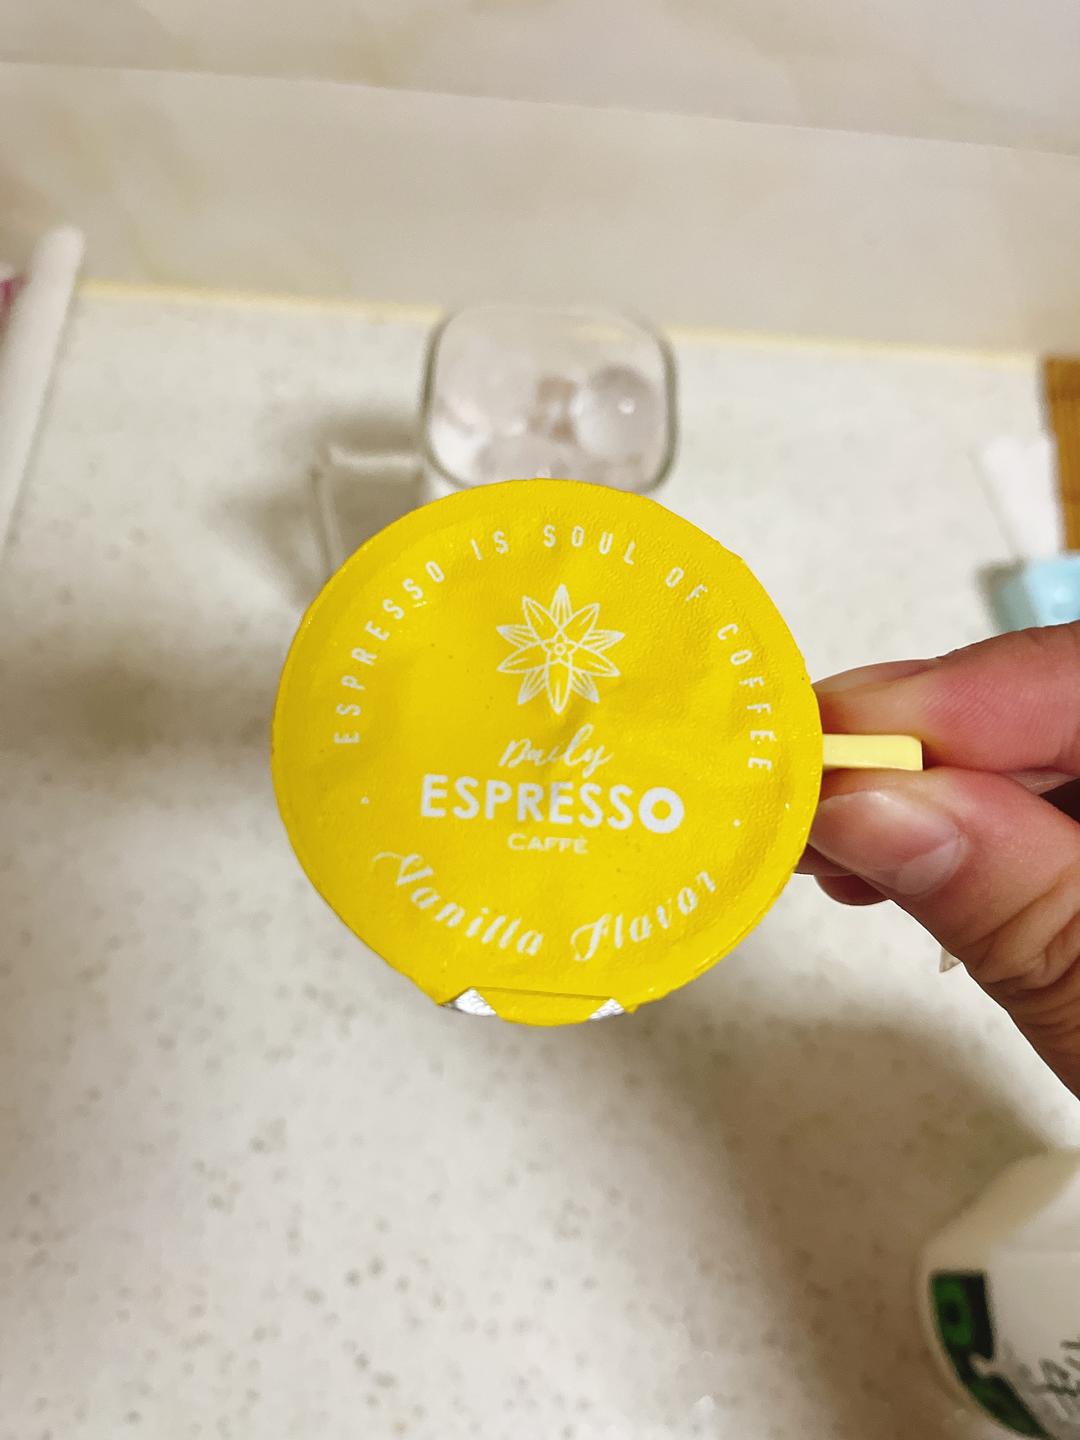 ESPRESSO IS SOUL OF COFFEE
Daily
ESPRESSO
CAFFÈ
Vanilla Flavor